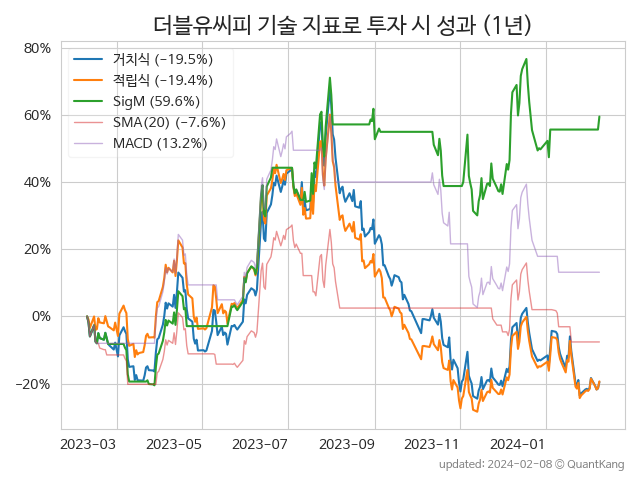 더블유씨피 기술 지표로 투자 시 성과 (1년)
80%
60%
40%
20%
0%
−20%
거치식 (−19.5%)
적립식 (−19.4%)
SigM (59.6%)
SMA(20) (−7.6%)
MACD (13.2%)
2023−03 2023−05 2023−07 2023−09 2023−11 2024−01
updated: 2024−02−08 © QuantKang